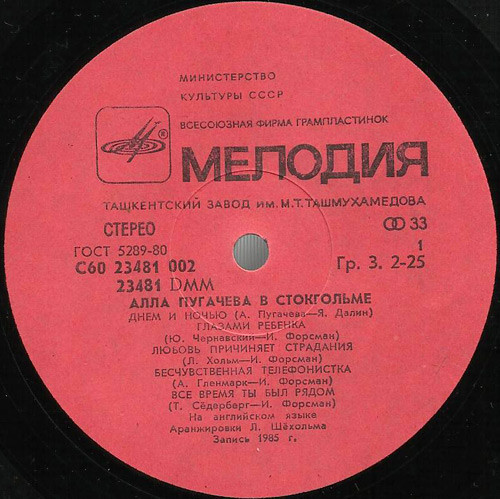 МИНИСТЕРСТВО
КУЛЬТУРЫ СССР
ВСЕСОЮЗНАЯ ФИРМА ГРАМПЛАСТИНОК
®
МЕЛОДИЯ
ТАШКЕНТСКИЙ ЗАВОД ИМ. М.Т. ТАШМУХАМЕДОВА
СТЕРЕО 33
ГОСТ 5289-80 1
С60 23481 002 Гр. 3. 2-25
23481 DMM
АЛЛА ПУГАЧЕВА В СТОКГОЛЬМЕ
ДНЕМ И НОЧЬЮ (А. Пугачева—Я. Далин)
ГЛАЗАМИ РЕБЕНКА
(Ю. Чернавский—И. Форсман)
ЛЮБОВЬ ПРИЧИНЯЕТ СТРАДАНИЯ
(Л. Хольм—И. Форсман)
БЕСЧУВСТВЕННАЯ ТЕЛЕФОНИСТКА
(А. Гленмарк—И. Форсман)
ВСЕ ВРЕМЯ ТЫ БЫЛ РЯДОМ
(Т. Сёдерберг—И. Форсман)
На английском языке
Аранжировки Л. Шёхольма
Запись 1985 г.